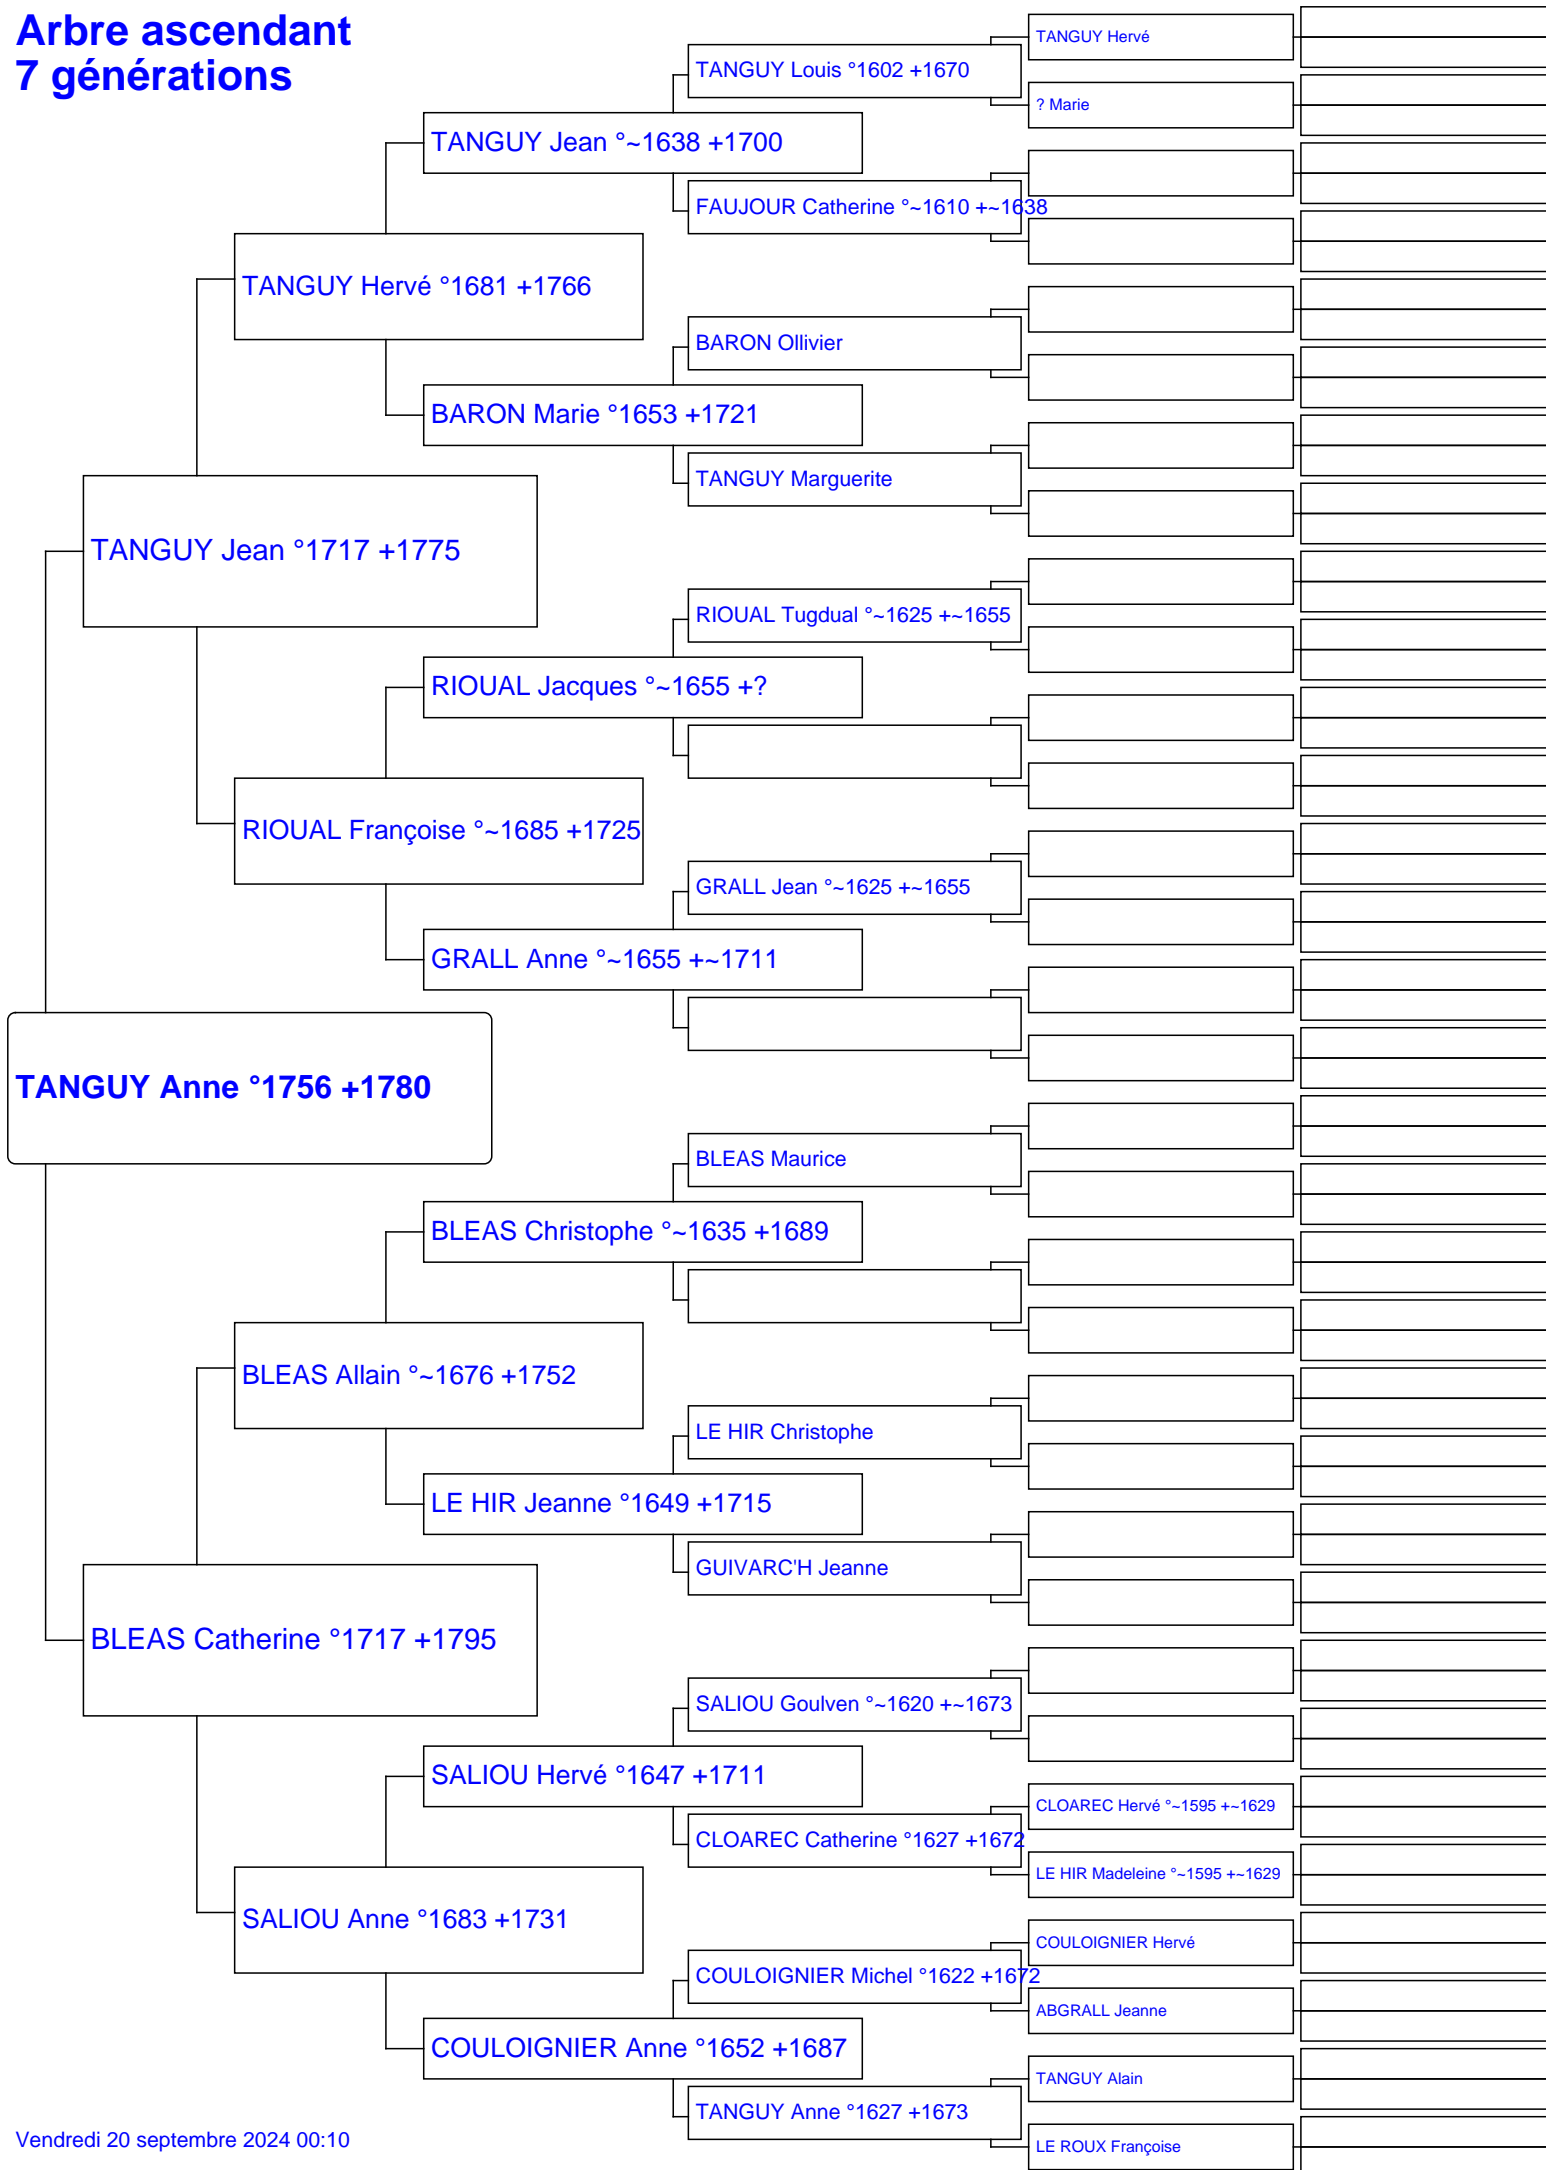 Arbre ascendant
7 générations
TANGUY Hervé
TANGUY Louis °1602 +1670
? Marie
TANGUY Jean °~1638 +1700
FAUJOUR Catherine °~1610 +~1638
TANGUY Hervé °1681 +1766
BARON Ollivier
BARON Marie °1653 +1721
TANGUY Marguerite
TANGUY Jean °1717 +1775
RIOUAL Tugdual °~1625 +~1655
RIOUAL Jacques °~1655 +?
RIOUAL Françoise °~1685 +1725
GRALL Jean °~1625 +~1655
GRALL Anne °~1655 +~1711
TANGUY Anne °1756 +1780
BLEAS Maurice
BLEAS Christophe °~1635 +1689
BLEAS Allain °~1676 +1752
LE HIR Christophe
LE HIR Jeanne °1649 +1715
GUIVARC'H Jeanne
BLEAS Catherine °1717 +1795
SALIOU Goulven °~1620 +~1673
SALIOU Hervé °1647 +1711
CLOAREC Hervé °~1595 +~1629
CLOAREC Catherine °1627 +1672
LE HIR Madeleine °~1595 +~1629
SALIOU Anne °1683 +1731
COULOIGNIER Hervé
COULOIGNIER Michel °1622 +1672
ABGRALL Jeanne
COULOIGNIER Anne °1652 +1687
TANGUY Alain
TANGUY Anne °1627 +1673
LE ROUX Françoise
Vendredi 20 septembre 2024 00:10